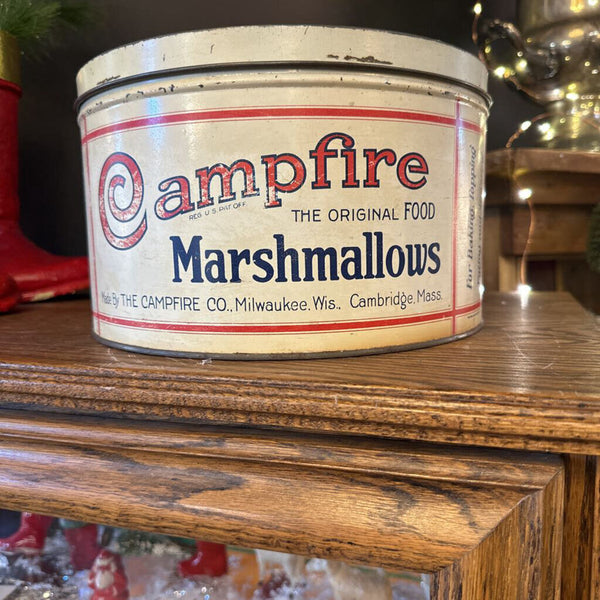 Campfire
REG. U.S. PAT. OFF.
THE ORIGINAL FOOD
Marshmallows
Made By THE CAMPFIRE CO., Milwaukee, Wis., Cambridge, Mass.
For Baking, Topping